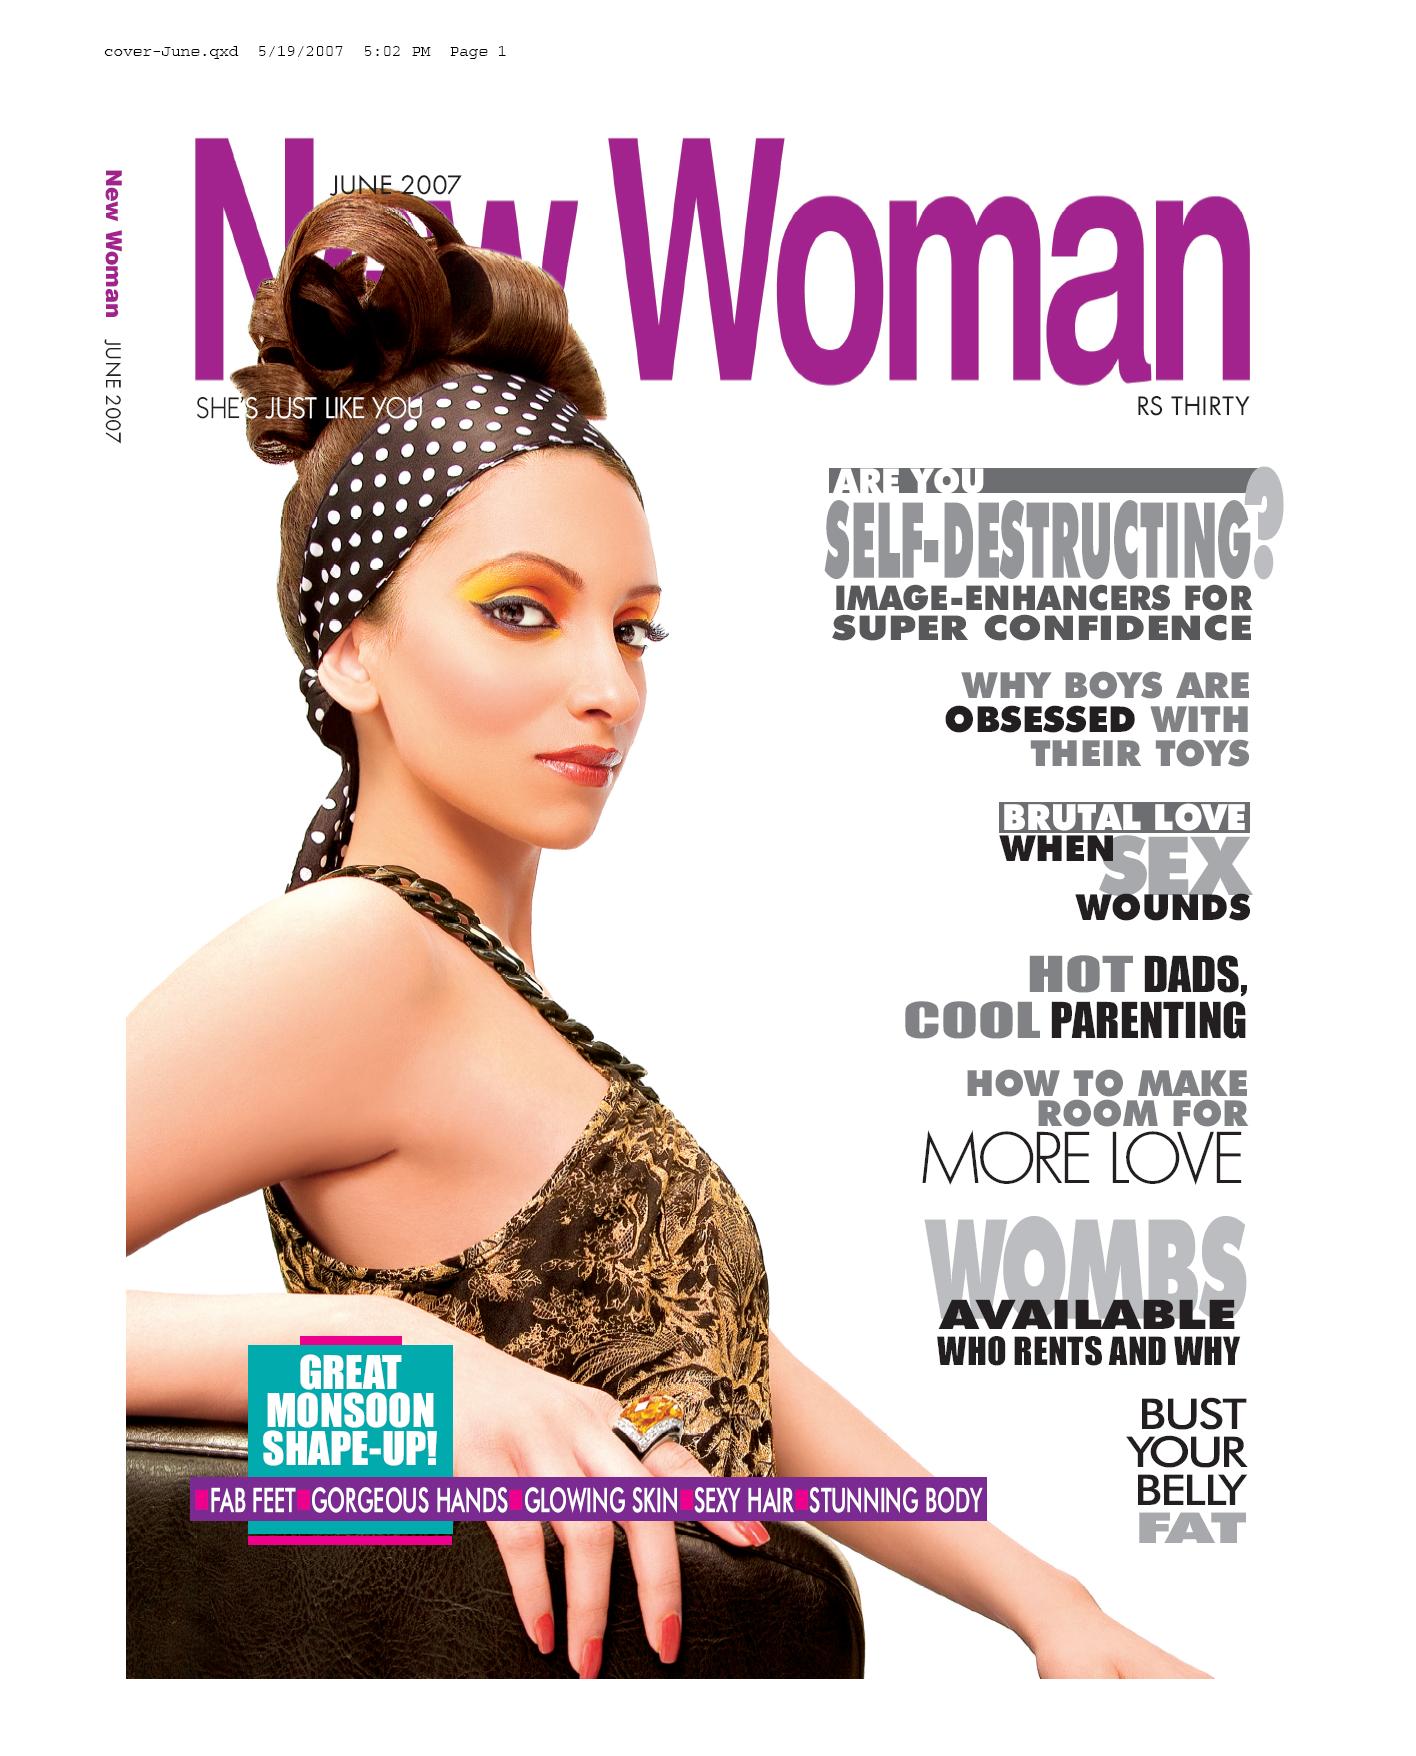 cover-June.qxd  5/19/2007  5:02 PM  Page 1
New Woman JUNE 2007
New Woman
JUNE 2007
SHE'S JUST LIKE YOU
RS THIRTY
ARE YOU
SELF-DESTRUCTING?
IMAGE-ENHANCERS FOR
SUPER CONFIDENCE
WHY BOYS ARE
OBSESSED WITH
THEIR TOYS
BRUTAL LOVE
WHEN SEX
WOUNDS
HOT DADS,
COOL PARENTING
HOW TO MAKE
ROOM FOR
MORE LOVE
WOMBS
AVAILABLE
WHO RENTS AND WHY
BUST
YOUR
BELLY
FAT
GREAT
MONSOON
SHAPE-UP!
FAB FEET GORGEOUS HANDS GLOWING SKIN SEXY HAIR STUNNING BODY